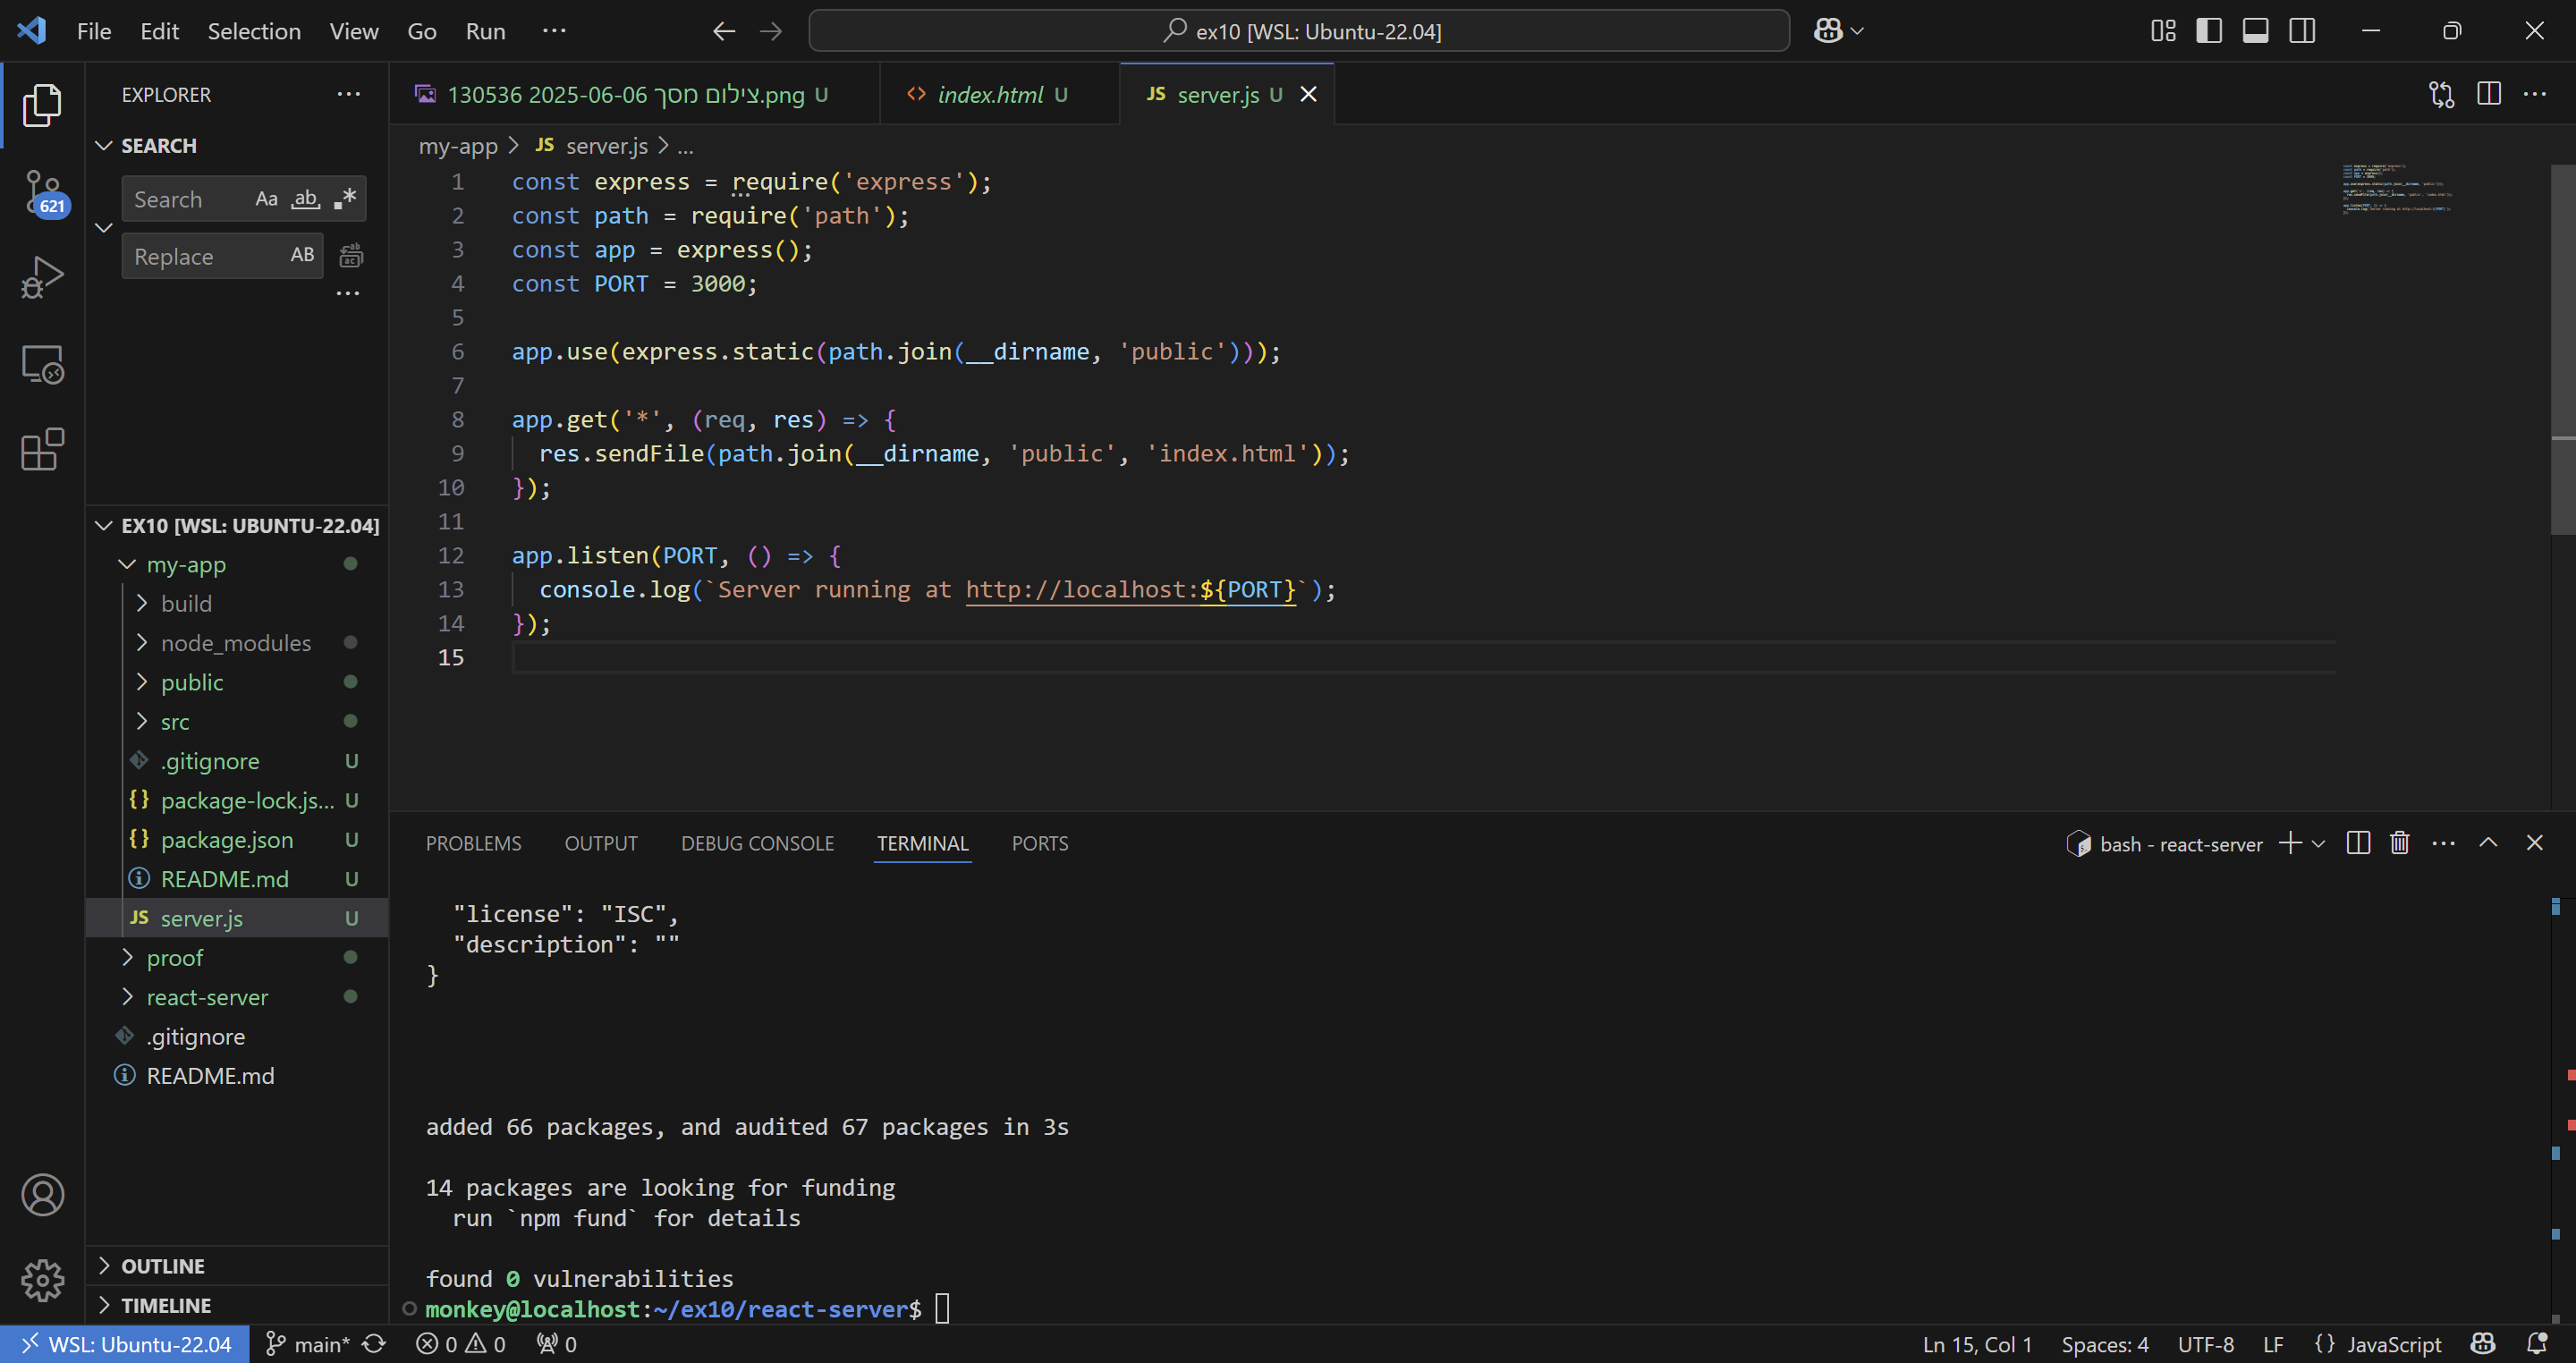 File Edit Selection View Go Run ···
ex10 [WSL: Ubuntu-22.04]
EXPLORER ···
SEARCH
Search Aa ab .*
Replace AB
···
621
EX10 [WSL: UBUNTU-22.04]
my-app
build
node_modules
public
src
.gitignore U
{} package-lock.js... U
{} package.json U
README.md U
JS server.js U
proof
react-server
.gitignore
README.md
OUTLINE
TIMELINE
צילום מסך 2025-06-06 130536.png U
<> index.html U
JS server.js U
my-app > JS server.js > ...
1 const express = require('express');
2 const path = require('path');
3 const app = express();
4 const PORT = 3000;
5
6 app.use(express.static(path.join(__dirname, 'public')));
7
8 app.get('*', (req, res) => {
9 res.sendFile(path.join(__dirname, 'public', 'index.html'));
10 });
11
12 app.listen(PORT, () => {
13 console.log(`Server running at http://localhost:${PORT}`);
14 });
15
PROBLEMS OUTPUT DEBUG CONSOLE TERMINAL PORTS
bash - react-server
"license": "ISC",
"description": ""
}
added 66 packages, and audited 67 packages in 3s
14 packages are looking for funding
run `npm fund` for details
found 0 vulnerabilities
monkey@localhost:~/ex10/react-server$
WSL: Ubuntu-22.04 main* 0 0 0
Ln 15, Col 1 Spaces: 4 UTF-8 LF {} JavaScript